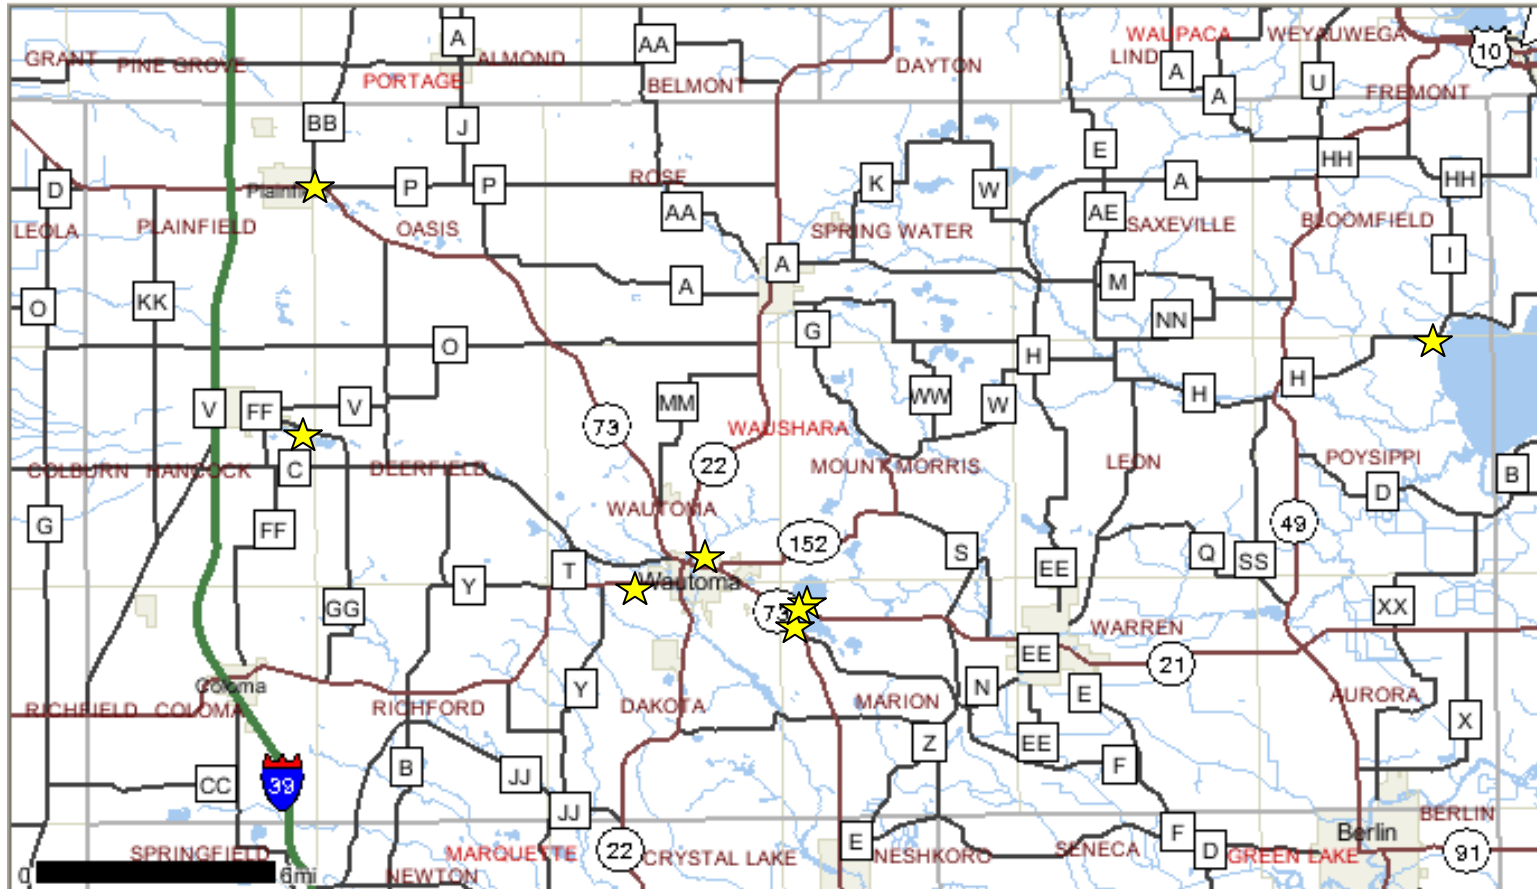 A
AA
WAUPACA
WEYAUWEGA
10
GRANT
PINE GROVE
ALMOND
DAYTON
LIND
A
U
PORTAGE
BELMONT
A
FREMONT
BB
J
E
HH
D
Plainfi
P
P
ROSE
K
W
A
HH
LEOLA
PLAINFIELD
OASIS
AA
SPRING WATER
AE
SAXEVILLE
BLOOMFIELD
I
O
KK
A
A
M
G
NN
O
H
V
FF
V
MM
WW
W
H
H
73
WAUSHARA
COLBURN
HANCOCK
C
DEERFIELD
22
MOUNT MORRIS
LEON
POYSIPPI
B
D
G
FF
WAUTOMA
152
S
Q
SS
49
T
Wautoma
EE
Y
GG
73
XX
WARREN
EE
21
Coloma
Y
N
E
RICHFIELD
COLOMA
RICHFORD
DAKOTA
MARION
AURORA
X
CC
39
B
JJ
Z
EE
F
JJ
BERLIN
SPRINGFIELD
MARQUETTE
22
CRYSTAL LAKE
E
NESHKORO
SENECA
F
D
GREEN LAKE
Berlin
91
0
6mi
NEWTON